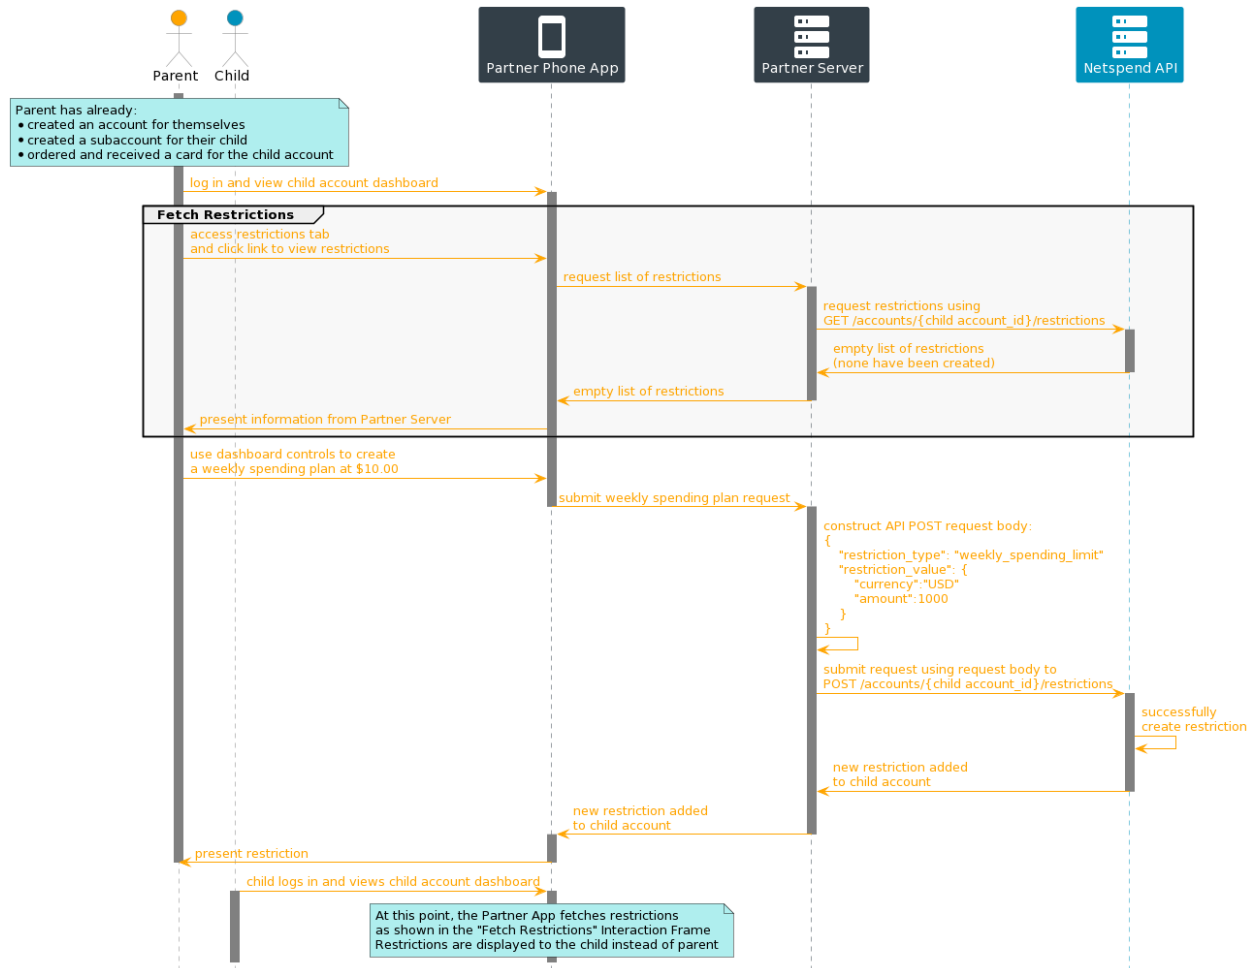 Parent
Child
Partner Phone App
Partner Server
Netspend API
Parent has already:
• created an account for themselves
• created a subaccount for their child
• ordered and received a card for the child account
log in and view child account dashboard
Fetch Restrictions
access restrictions tab
and click link to view restrictions
request list of restrictions
request restrictions using
GET /accounts/{child account_id}/restrictions
empty list of restrictions
(none have been created)
empty list of restrictions
present information from Partner Server
use dashboard controls to create
a weekly spending plan at $10.00
submit weekly spending plan request
construct API POST request body:
{
"restriction_type": "weekly_spending_limit"
"restriction_value": {
"currency":"USD"
"amount":1000
}
}
submit request using request body to
POST /accounts/{child account_id}/restrictions
successfully
create restriction
new restriction added
to child account
new restriction added
to child account
present restriction
child logs in and views child account dashboard
At this point, the Partner App fetches restrictions
as shown in the "Fetch Restrictions" Interaction Frame
Restrictions are displayed to the child instead of parent